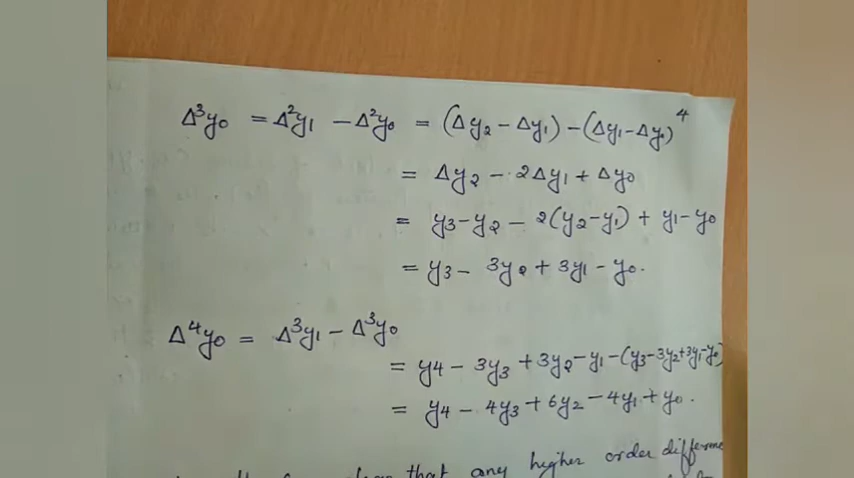 4
Δ³y₀ = Δ²y₁ − Δ²y₀ = (Δy₂ − Δy₁) − (Δy₁ − Δy₀)
= Δy₂ − 2Δy₁ + Δy₀
= y₃ − y₂ − 2(y₂ − y₁) + y₁ − y₀
= y₃ − 3y₂ + 3y₁ − y₀.
Δ⁴y₀ = Δ³y₁ − Δ³y₀
= y₄ − 3y₃ + 3y₂ − y₁ − (y₃ − 3y₂ + 3y₁ − y₀)
= y₄ − 4y₃ + 6y₂ − 4y₁ + y₀.
that any higher order